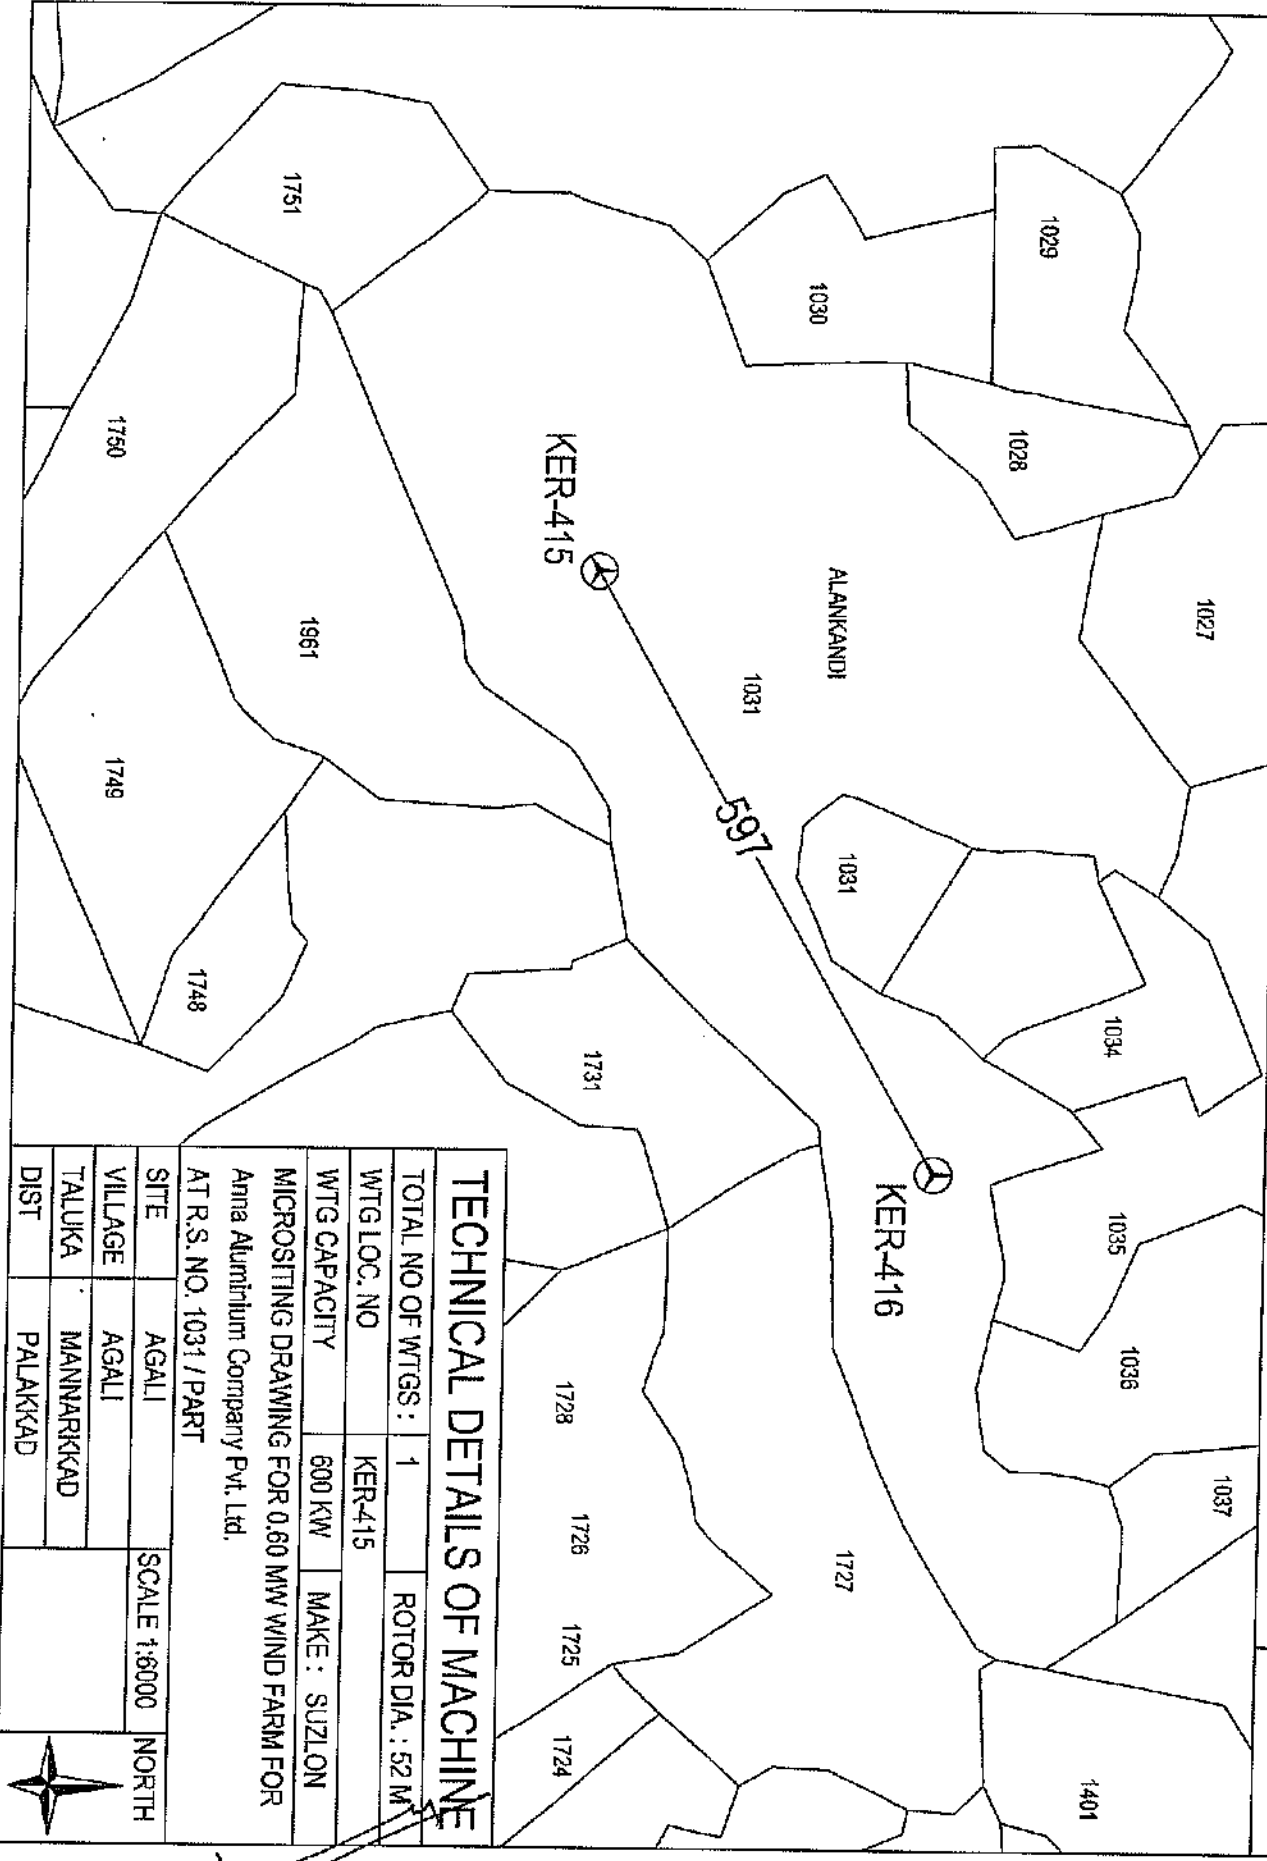 1029
1027
1034
1035
1036
1037
1401
1028
1030
ALANKANDI
1031
1031
KER-416
1727
KER-415
597
1751
1961
1731
1728
1726
1725
1724
1750
1749
1748
TECHNICAL DETAILS OF MACHINE
TOTAL NO OF WTGS : 1 ROTOR DIA. : 52 M
WTG LOC. NO KER-415
WTG CAPACITY 600 KW MAKE : SUZLON
MICROSITING DRAWING FOR 0.60 MW WIND FARM FOR
Anna Aluminium Company Pvt. Ltd.
AT R.S. NO. 1031 / PART
SITE AGALI SCALE 1:6000 NORTH
VILLAGE AGALI
TALUKA MANNARKKAD
DIST PALAKKAD